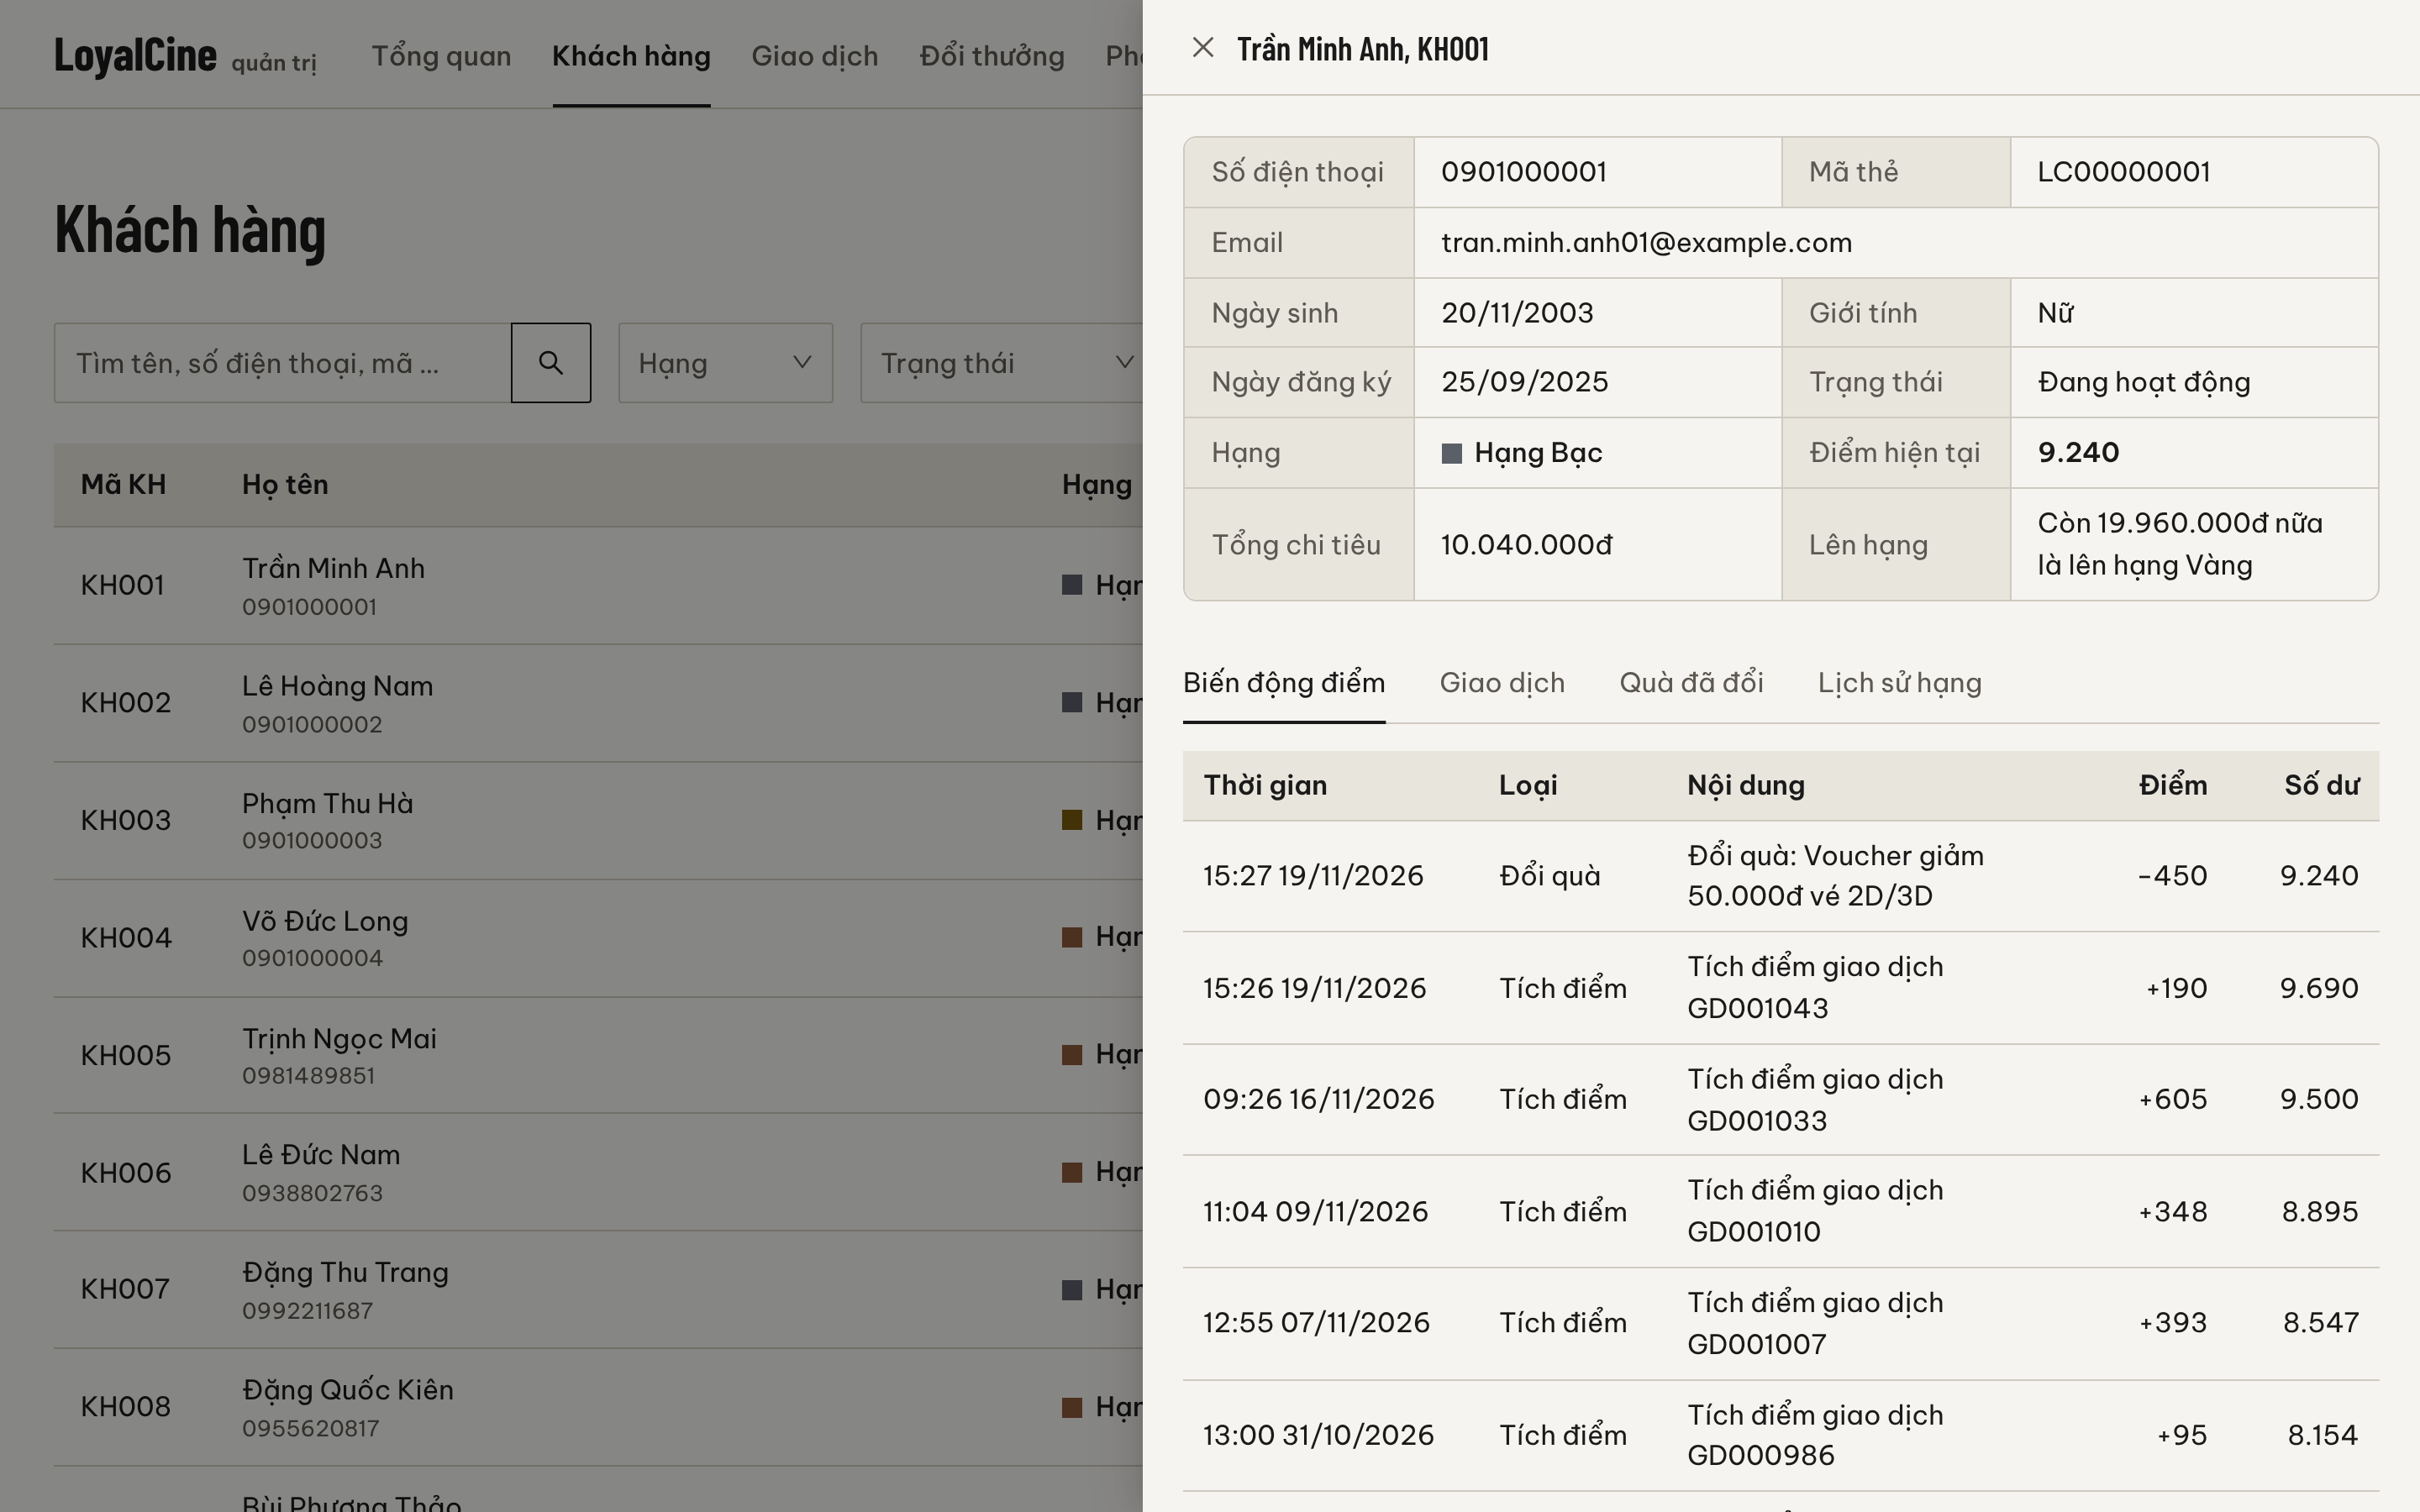 LoyalCine quản trị Tổng quan Khách hàng Giao dịch Đổi thưởng
Khách hàng
Tìm tên, số điện thoại, mã ... Hạng Trạng thái
Mã KH Họ tên Hạng
KH001 Trần Minh Anh
0901000001
KH002 Lê Hoàng Nam
0901000002
KH003 Phạm Thu Hà
0901000003
KH004 Võ Đức Long
0901000004
KH005 Trịnh Ngọc Mai
0981489851
KH006 Lê Đức Nam
0938802763
KH007 Đặng Thu Trang
0992211687
KH008 Đặng Quốc Kiên
0955620817
Bùi Phương Thảo
Trần Minh Anh, KH001
Số điện thoại 0901000001 Mã thẻ LC00000001
Email tran.minh.anh01@example.com
Ngày sinh 20/11/2003 Giới tính Nữ
Ngày đăng ký 25/09/2025 Trạng thái Đang hoạt động
Hạng Hạng Bạc Điểm hiện tại 9.240
Tổng chi tiêu 10.040.000đ Lên hạng Còn 19.960.000đ nữa
là lên hạng Vàng
Biến động điểm Giao dịch Quà đã đổi Lịch sử hạng
Thời gian Loại Nội dung Điểm Số dư
15:27 19/11/2026 Đổi quà Đổi quà: Voucher giảm
50.000đ vé 2D/3D −450 9.240
15:26 19/11/2026 Tích điểm Tích điểm giao dịch
GD001043 +190 9.690
09:26 16/11/2026 Tích điểm Tích điểm giao dịch
GD001033 +605 9.500
11:04 09/11/2026 Tích điểm Tích điểm giao dịch
GD001010 +348 8.895
12:55 07/11/2026 Tích điểm Tích điểm giao dịch
GD001007 +393 8.547
13:00 31/10/2026 Tích điểm Tích điểm giao dịch
GD000986 +95 8.154